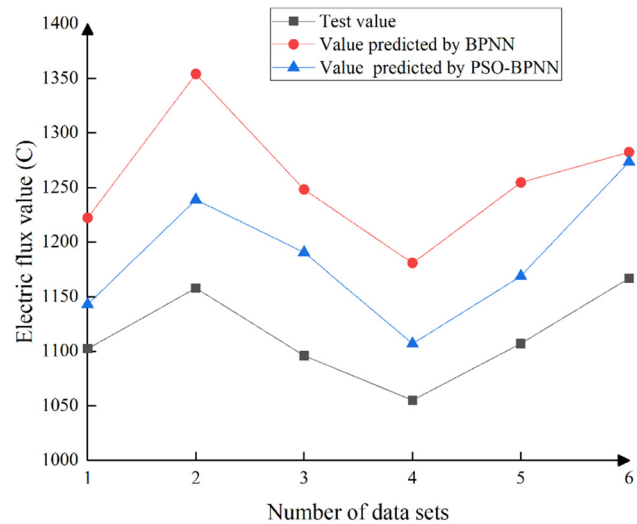 Test value
Value predicted by BPNN
Value predicted by PSO-BPNN
Electric flux value (C)
1400
1350
1300
1250
1200
1150
1100
1050
1000
1 2 3 4 5 6
Number of data sets